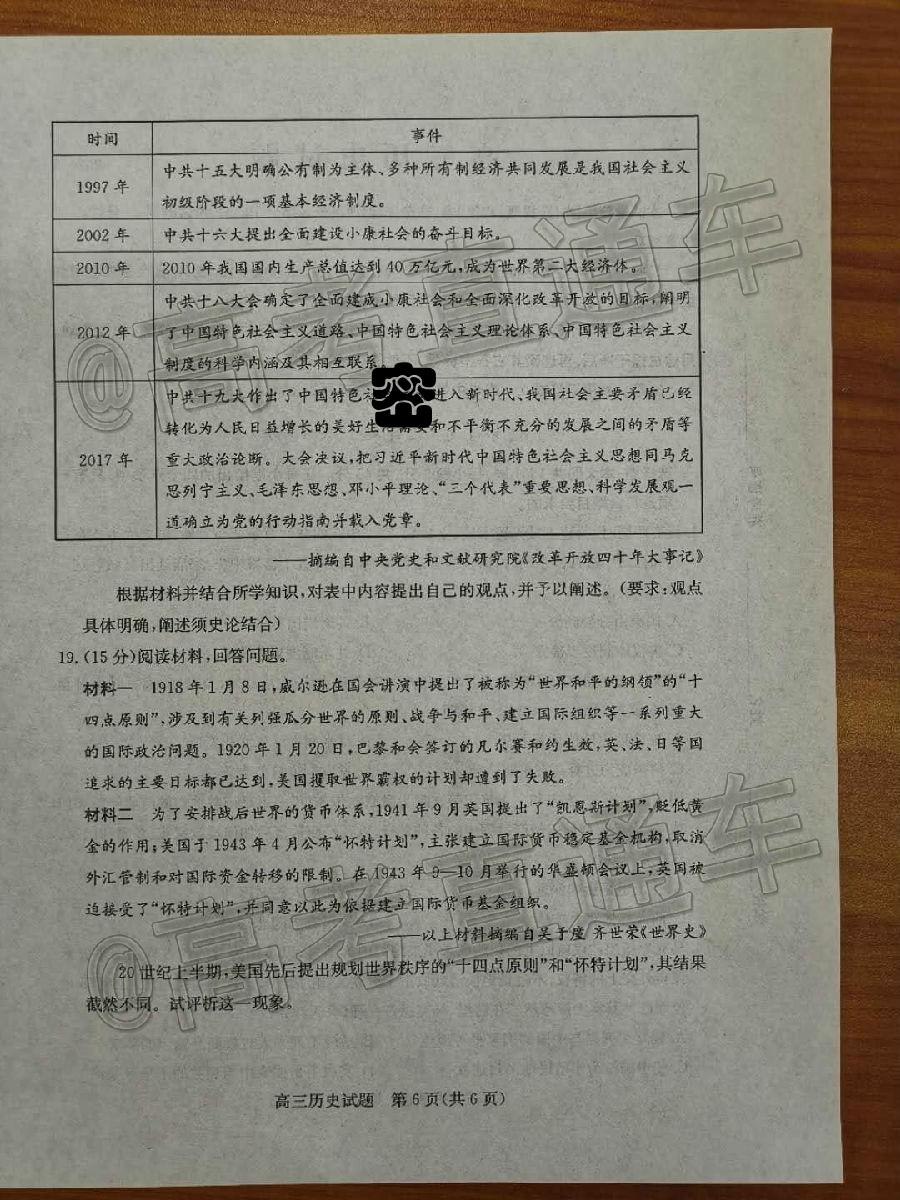 时间 事件
1997 年 中共十五大明确公有制为主体、多种所有制经济共同发展是我国社会主义
初级阶段的一项基本经济制度。
2002 年 中共十六大提出全面建设小康社会的奋斗目标。
2010 年 2010 年我国国内生产总值达到 40 万亿元,成为世界第二大经济体。
2012 年 中共十八大会确定了全面建成小康社会和全面深化改革开放的目标,阐明
了中国特色社会主义道路、中国特色社会主义理论体系、中国特色社会主义
制度的科学内涵及其相互联系
2017 年 中共十九大作出了中国特色 进入新时代、我国社会主要矛盾已经
转化为人民日益增长的美好生 和不平衡不充分的发展之间的矛盾等
重大政治论断。大会决议,把习近平新时代中国特色社会主义思想同马克
思列宁主义、毛泽东思想、邓小平理论、“三个代表”重要思想、科学发展观一
道确立为党的行动指南并载入党章。
——摘编自中央党史和文献研究院《改革开放四十年大事记》
根据材料并结合所学知识,对表中内容提出自己的观点,并予以阐述。(要求:观点
具体明确,阐述须史论结合)
19. (15 分)阅读材料,回答问题。
材料一 1918 年 1 月 8 日,威尔逊在国会讲演中提出了被称为“世界和平的纲领”的“十
四点原则”,涉及到有关列强瓜分世界的原则、战争与和平、建立国际组织等一系列重大
的国际政治问题。1920 年 1 月 20 日,巴黎和会签订的凡尔赛和约生效,英、法、日等国
追求的主要目标都已达到,美国攫取世界霸权的计划却遭到了失败。
材料二 为了安排战后世界的货币体系,1941 年 9 月英国提出了“凯恩斯计划”,贬低黄
金的作用;美国于 1943 年 4 月公布“怀特计划”,主张建立国际货币稳定基金机构,取消
外汇管制和对国际资金转移的限制。在 1943 年 9—10 月举行的华盛顿会议上,英国被
迫接受了“怀特计划”,并同意以此为依据建立国际货币基金组织。
——以上材料摘编自吴于廑 齐世荣《世界史》
20 世纪上半期,美国先后提出规划世界秩序的“十四点原则”和“怀特计划”,其结果
截然不同。试评析这一现象。
高三历史试题 第 6 页(共 6 页)
@高考直通车
@高考直通车